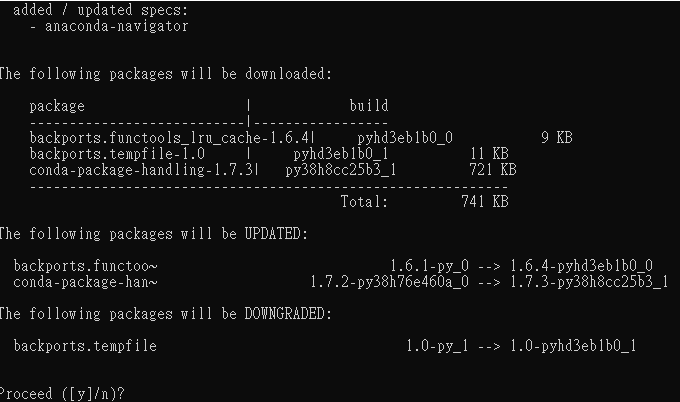 added / updated specs:
- anaconda-navigator
The following packages will be downloaded:
package | build
---------------------------|-----------------
backports.functools_lru_cache-1.6.4| pyhd3eb1b0_0 9 KB
backports.tempfile-1.0 | pyhd3eb1b0_1 11 KB
conda-package-handling-1.7.3| py38h8cc25b3_1 721 KB
------------------------------------------------------------
Total: 741 KB
The following packages will be UPDATED:
backports.functoo~ 1.6.1-py_0 --> 1.6.4-pyhd3eb1b0_0
conda-package-han~ 1.7.2-py38h76e460a_0 --> 1.7.3-py38h8cc25b3_1
The following packages will be DOWNGRADED:
backports.tempfile 1.0-py_1 --> 1.0-pyhd3eb1b0_1
Proceed ([y]/n)?